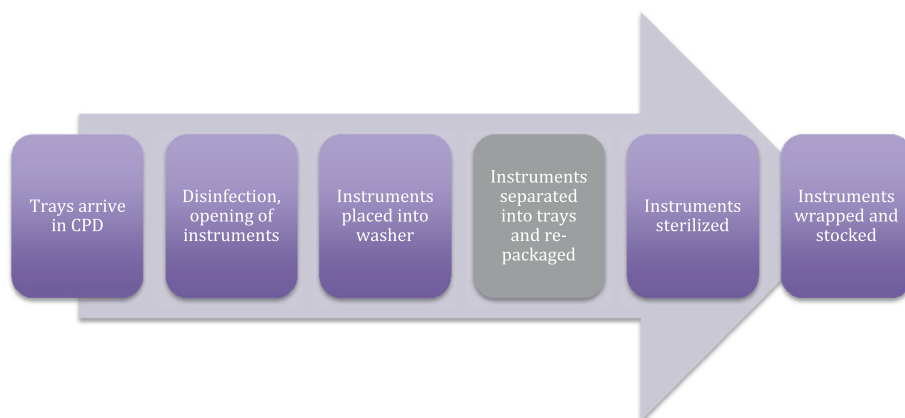 Trays arrive
in CPD
Disinfection,
opening of
instruments
Instruments
placed into
washer
Instruments
separated
into trays
and re-
packaged
Instruments
sterilized
Instruments
wrapped and
stocked